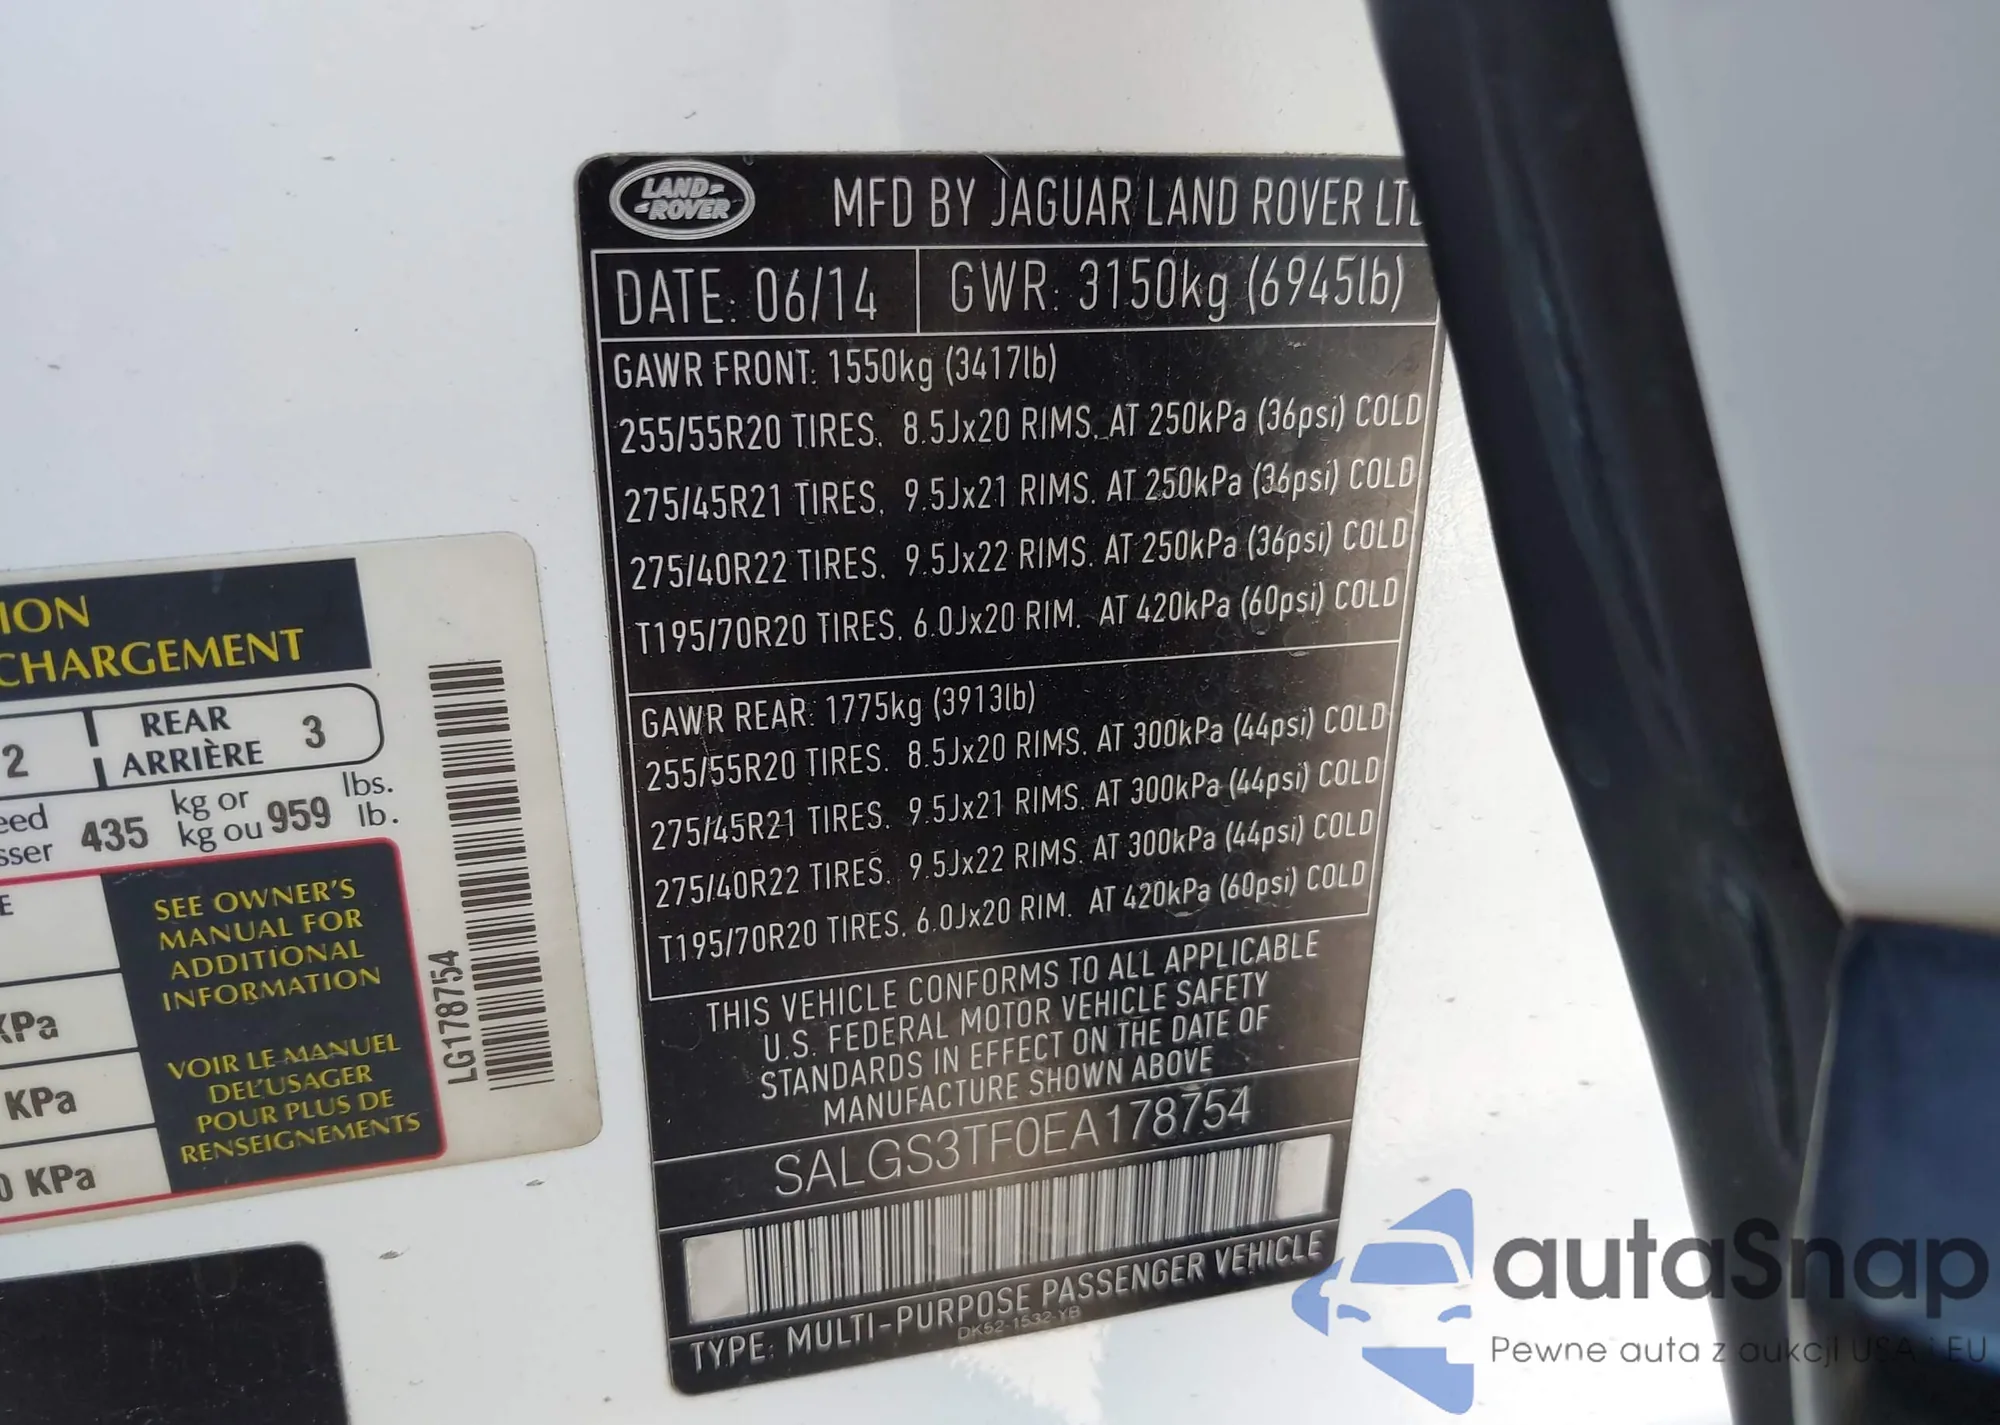 LAND-
-ROVER
MFD BY JAGUAR LAND ROVER
DATE: 06/14
GWR: 3150kg (6945lb)
GAWR FRONT: 1550kg (3417lb)
255/55R20 TIRES. 8.5Jx20 RIMS. AT 250kPa (36psi) COLD
275/45R21 TIRES. 9.5Jx21 RIMS. AT 250kPa (36psi) COLD
275/40R22 TIRES. 9.5Jx22 RIMS. AT 250kPa (36psi) COLD
T195/70R20 TIRES. 6.0Jx20 RIM. AT 420kPa (60psi) COLD
GAWR REAR: 1775kg (3913lb)
255/55R20 TIRES. 8.5Jx20 RIMS. AT 300kPa (44psi) COLD
275/45R21 TIRES. 9.5Jx21 RIMS. AT 300kPa (44psi) COLD
275/40R22 TIRES. 9.5Jx22 RIMS. AT 300kPa (44psi) COLD
T195/70R20 TIRES. 6.0Jx20 RIM. AT 420kPa (60psi) COLD
THIS VEHICLE CONFORMS TO ALL APPLICABLE
U.S. FEDERAL MOTOR VEHICLE SAFETY
STANDARDS IN EFFECT ON THE DATE OF
MANUFACTURE SHOWN ABOVE
SALGS3TF0EA178754
TYPE: MULTI-PURPOSE PASSENGER VEHICLE
DK52-1532-YB
CHARGEMENT
2
REAR
ARRIÈRE 3
435 kg or 959 lbs.
kg ou lb.
SEE OWNER'S
MANUAL FOR
ADDITIONAL
INFORMATION
VOIR LE MANUEL
DEL'USAGER
POUR PLUS DE
RENSEIGNEMENTS
KPa
KPa
0 KPa
LG178754
autaSnap
Pewne auta z aukcji USA i EU